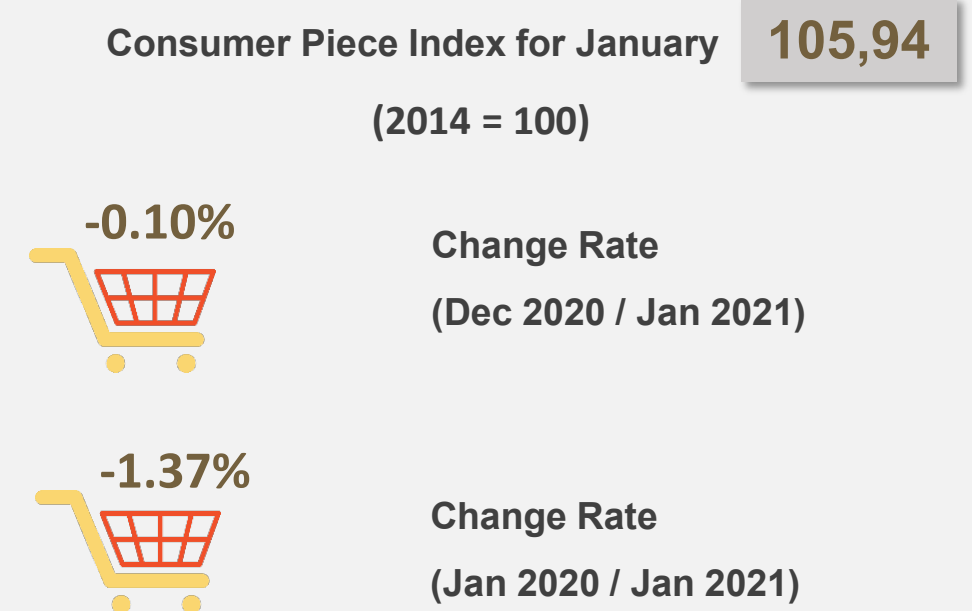 Consumer Piece Index for January 105,94
(2014 = 100)
-0.10%
Change Rate
(Dec 2020 / Jan 2021)
-1.37%
Change Rate
(Jan 2020 / Jan 2021)